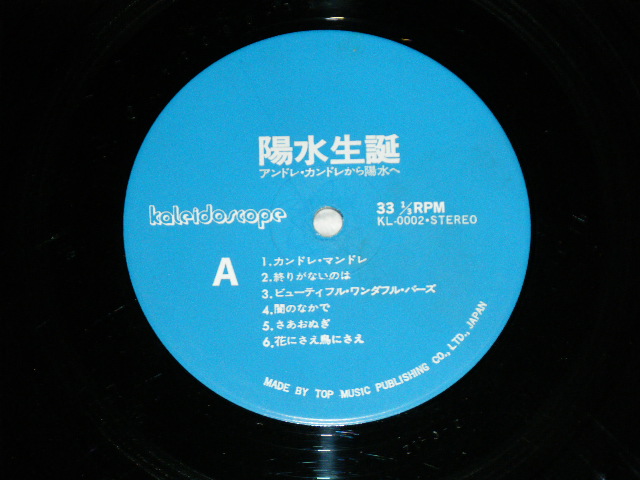 陽水生誕
アンドレ・カンドレから陽水へ
kaleidoscope
33 ⅓ RPM
KL-0002・STEREO
A
1. カンドレ・マンドレ
2. 終りがないのは
3. ビューティフル・ワンダフル・バーズ
4. 闇のなかで
5. さあおぬぎ
6. 花にさえ鳥にさえ
MADE BY TOP MUSIC PUBLISHING CO., LTD., JAPAN